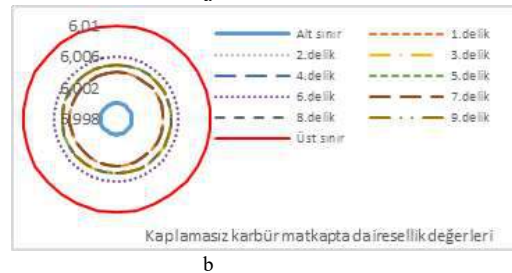 6,01
6,006
6,002
5,998
Alt sınır
1.delik
2.delik
3.delik
4.delik
5.delik
6.delik
7.delik
8.delik
9.delik
Üst sınır
Kaplamasız karbür matkapta dairesellik değerleri
b